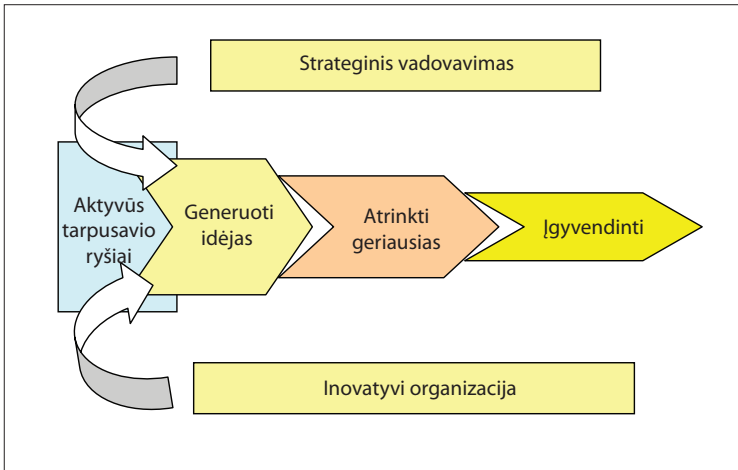 Strateginis vadovavimas
Aktyvūs
tarpusavio
ryšiai
Generuoti
idėjas
Atrinkti
geriausias
Įgyvendinti
Inovatyvi organizacija